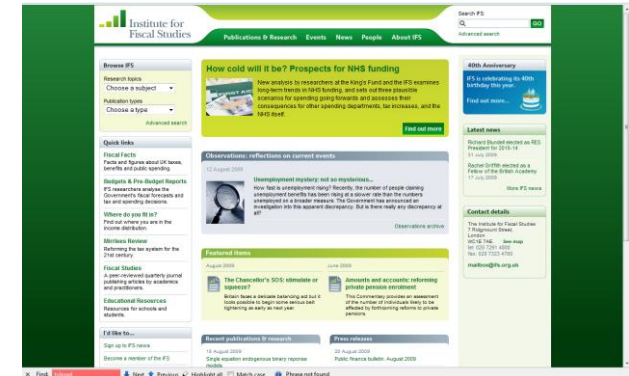 Institute for
Fiscal Studies
Publications & Research Events News People About IFS
Search IFS
GO
Advanced search
Browse IFS
Research topics
Choose a subject
Publication types
Choose a type
Advanced search
Quick links
Fiscal Facts
Facts and figures about UK taxes,
benefits and public spending.
Budgets & Pre-Budget Reports
IFS researchers analyse the
Government's fiscal forecasts and
tax and spending decisions.
Where do you fit in?
Find out where you are in the
income distribution.
Mirrlees Review
Reforming the tax system for the
21st century.
Fiscal Studies
A peer-reviewed quarterly journal
publishing articles by academics
and practitioners.
Educational Resources
Resources for schools and
students.
I'd like to...
Sign up to IFS news
Become a member of the IFS
How cold will it be? Prospects for NHS funding
New analysis by researchers at the King's Fund and the IFS examines
long-term trends in NHS funding, and sets out three plausible
scenarios for spending going forwards and assesses their
consequences for other spending departments, tax increases, and the
NHS itself.
Find out more
Observations: reflections on current events
12 August 2009
Unemployment mystery: not so mysterious...
How fast is unemployment rising? Recently, the number of people claiming
unemployment benefits has been rising at a slower rate than the numbers
unemployed on a broader measure. The Government has announced an
investigation into this apparent discrepancy. But is there really any discrepancy at
all?
Observations archive
Featured items
August 2009
The Chancellor's SOS: stimulate or
squeeze?
Britain faces a delicate balancing act but it
looks possible to begin some serious belt
tightening as early as next year.
June 2009
Amounts and accounts: reforming
private pension enrolment
This Commentary provides an assessment
of the number of individuals likely to be
affected by forthcoming reforms to private
pensions.
Recent publications & research
18 August 2009
Single equation endogenous binary reponse
models
Press releases
20 August 2009
Public finance bulletin: August 2009
40th Anniversary
IFS is celebrating its 40th
birthday this year.
Find out more...
Latest news
Richard Blundell elected as RES
President for 2010-14
31 July 2009
Rachel Griffith elected as a
Fellow of the British Academy
17 July 2009
More IFS news
Contact details
The Institute for Fiscal Studies
7 Ridgmount Street
London
WC1E 7AE See map
tel: 020 7291 4800
fax: 020 7323 4780
mailbox@ifs.org.uk
Find:
Next Previous Highlight all Match case Phrase not found